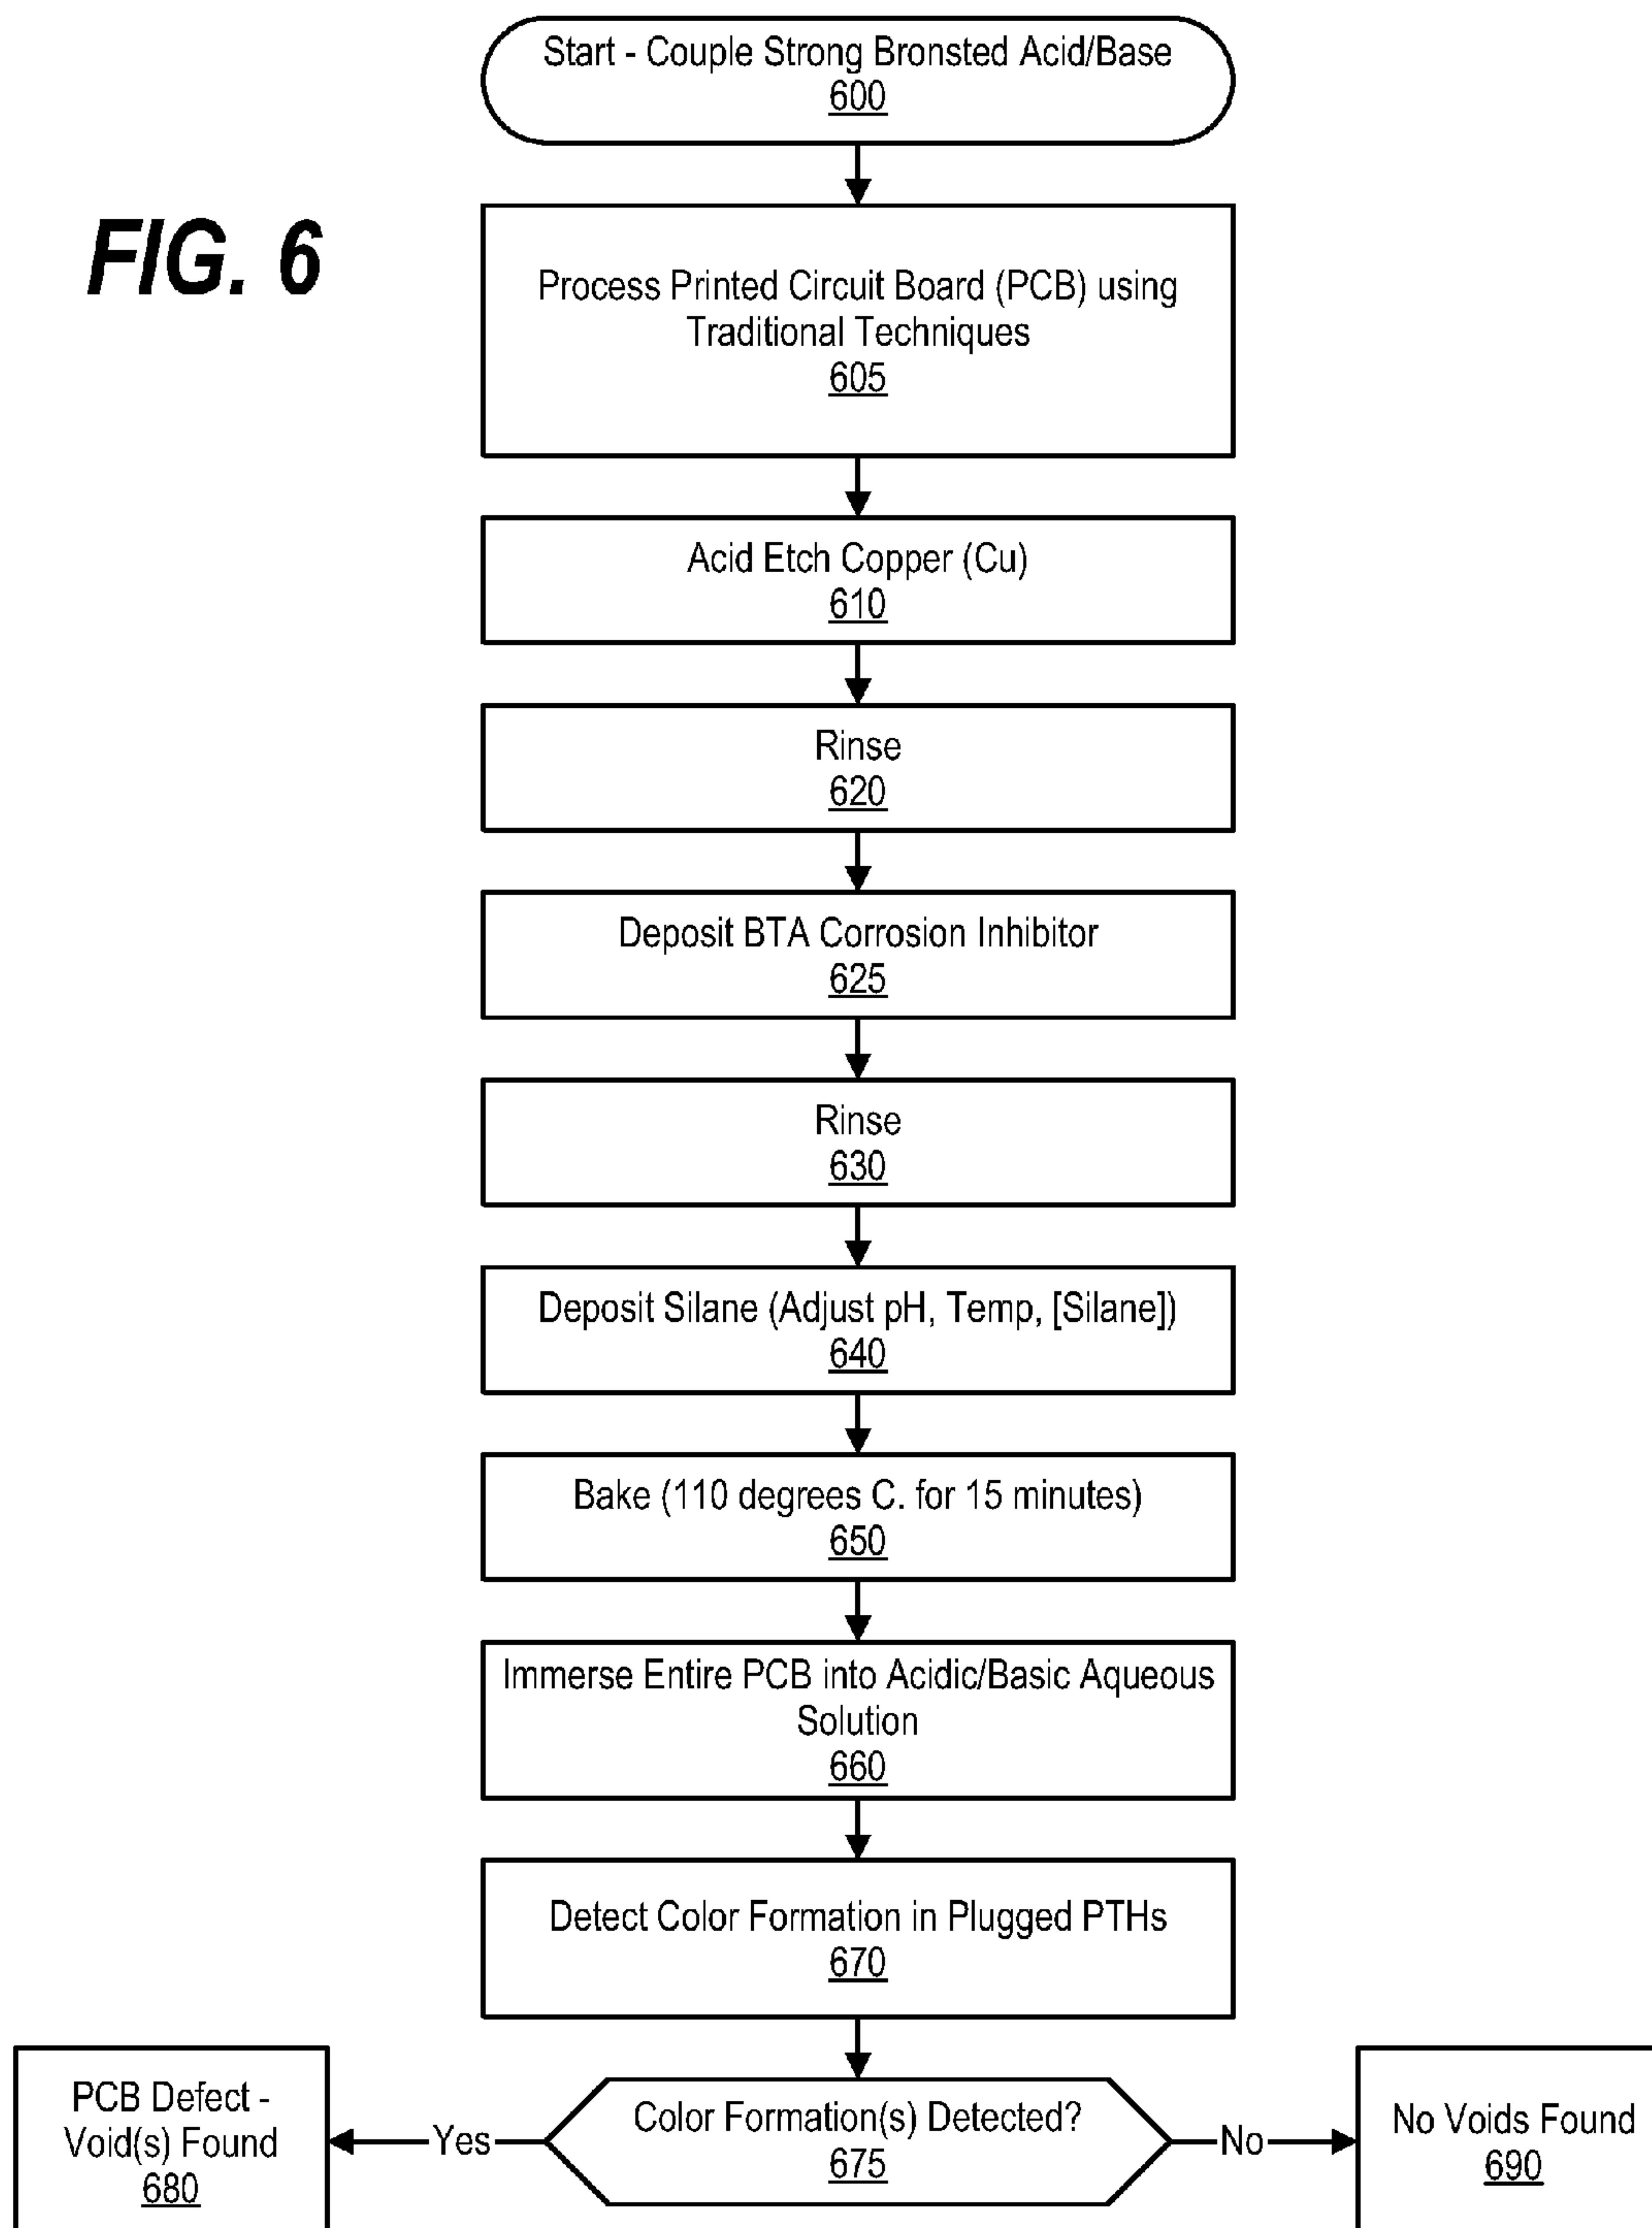 Start - Couple Strong Bronsted Acid/Base
600
FIG. 6
Process Printed Circuit Board (PCB) using
Traditional Techniques
605
Acid Etch Copper (Cu)
610
Rinse
620
Deposit BTA Corrosion Inhibitor
625
Rinse
630
Deposit Silane (Adjust pH, Temp, [Silane])
640
Bake (110 degrees C. for 15 minutes)
650
Immerse Entire PCB into Acidic/Basic Aqueous
Solution
660
Detect Color Formation in Plugged PTHs
670
Color Formation(s) Detected?
675
Yes
PCB Defect -
Void(s) Found
680
No
No Voids Found
690